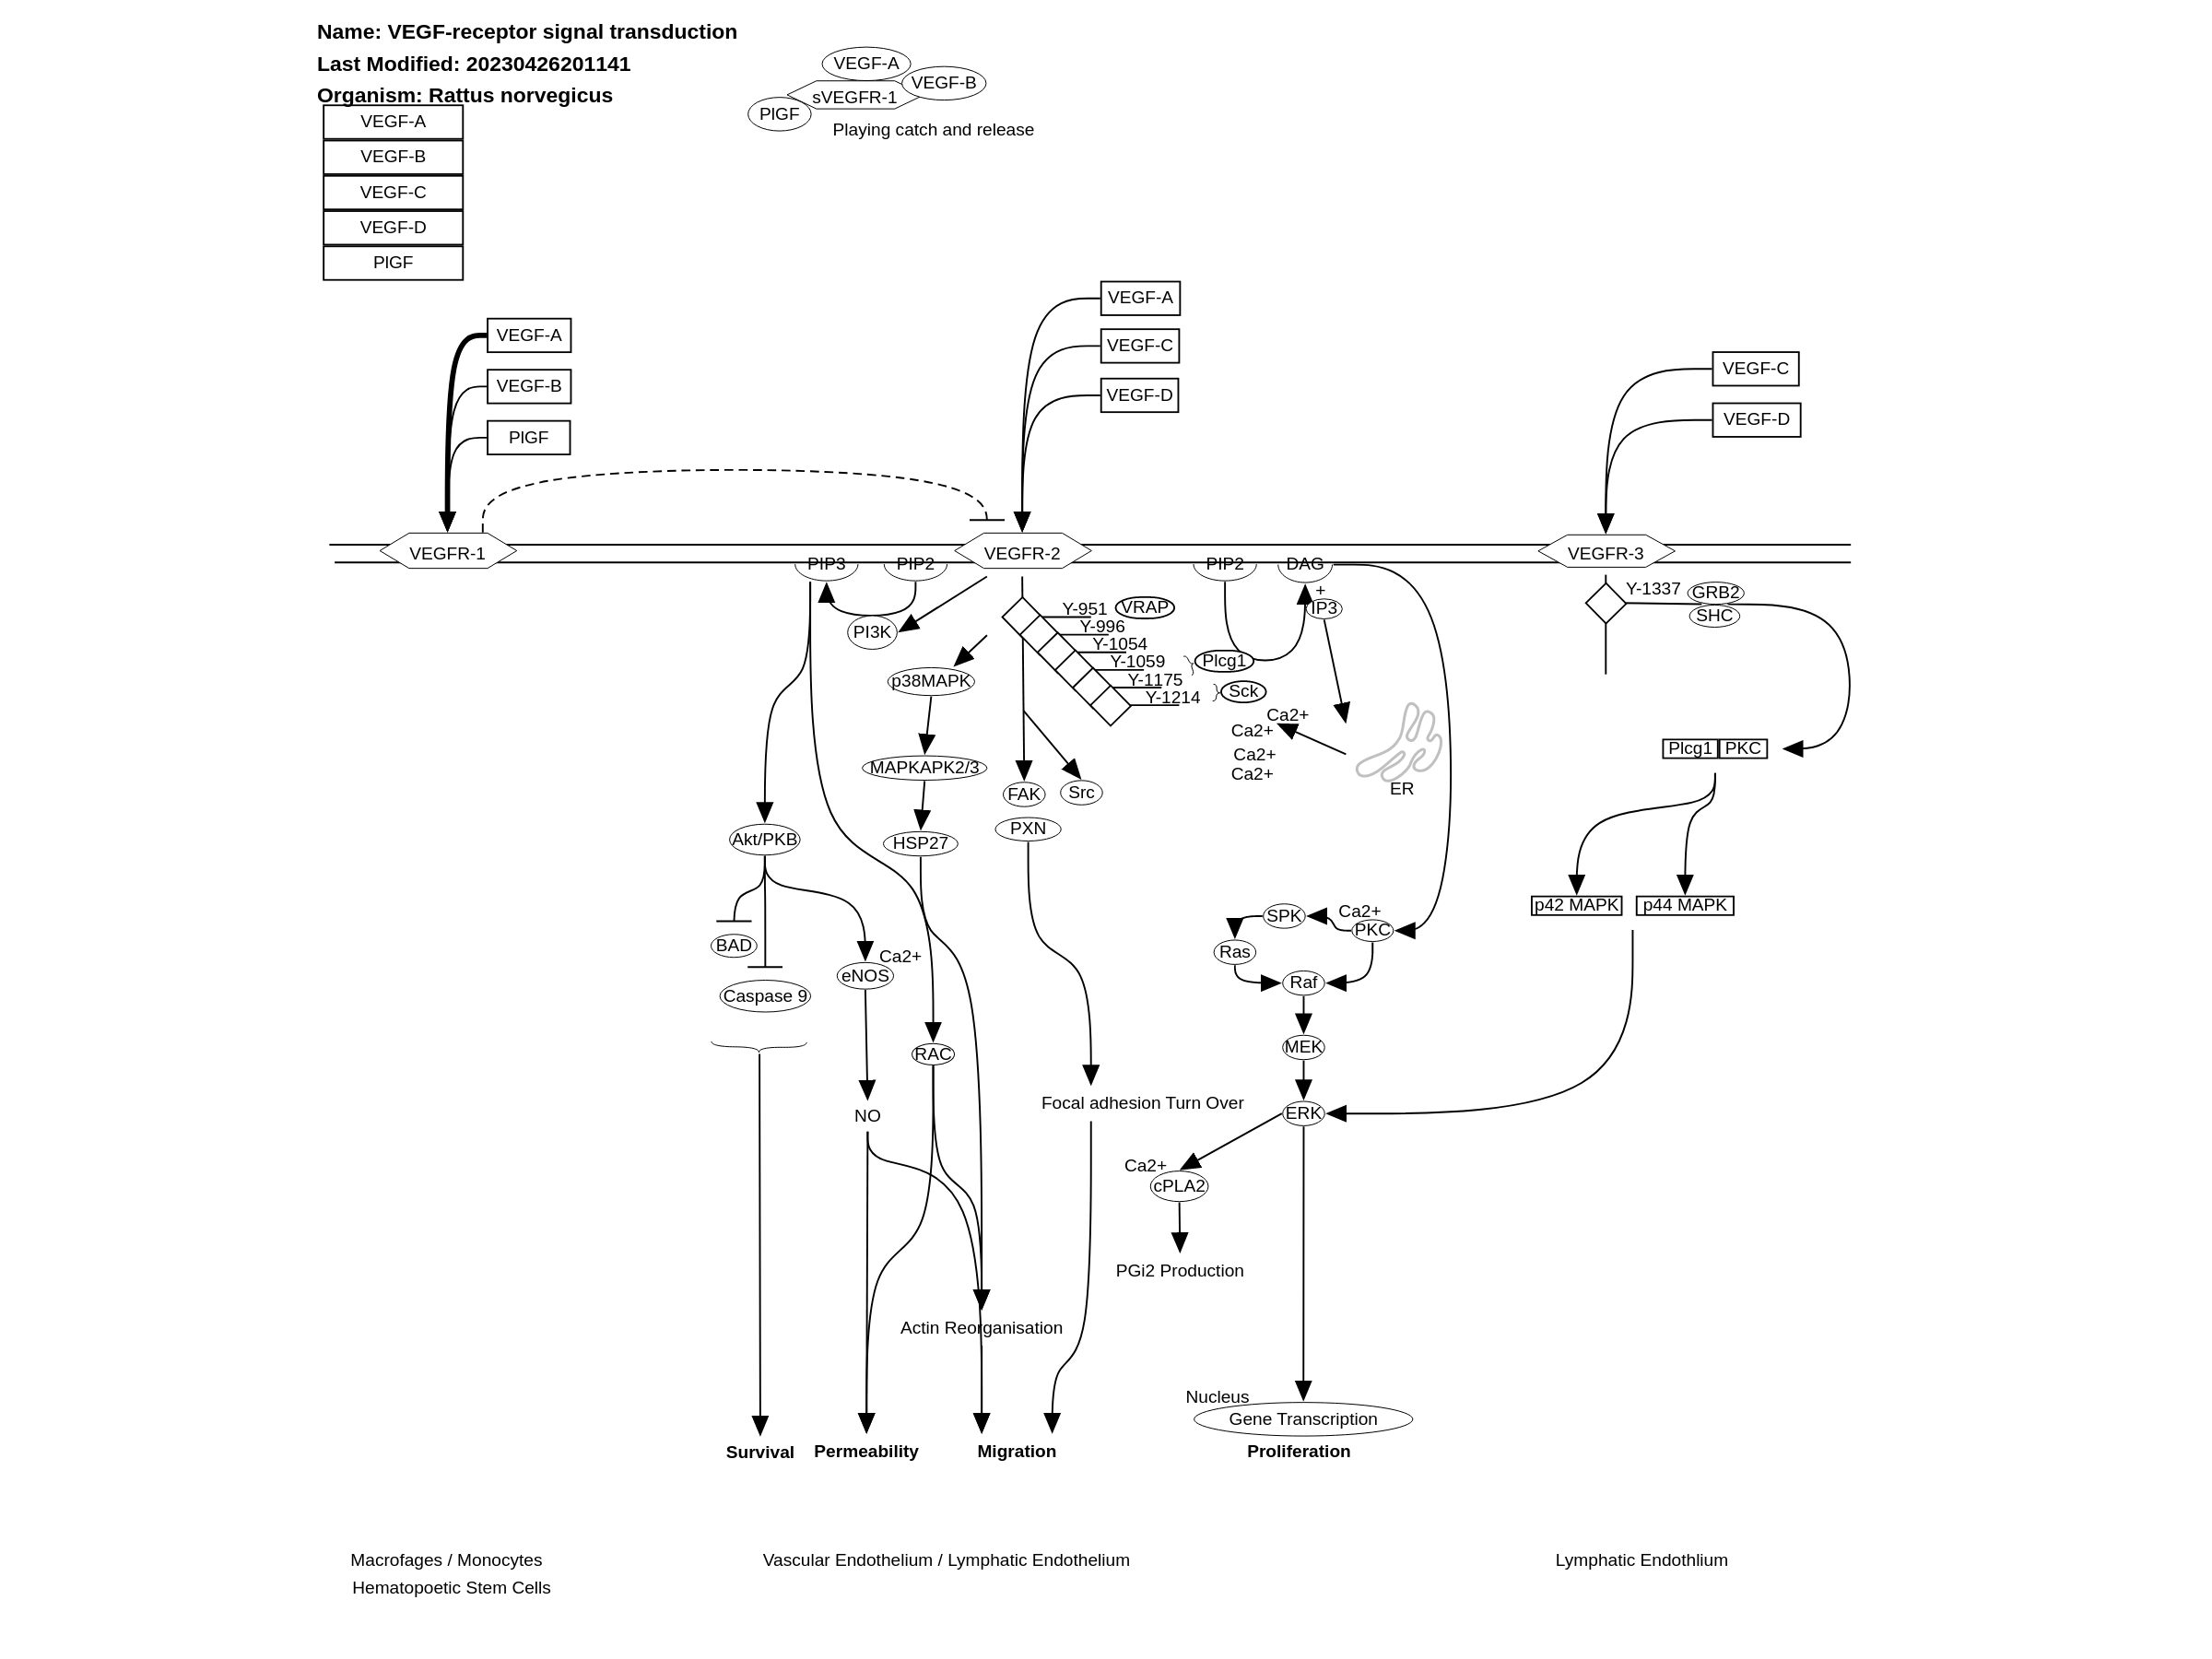 Name: VEGF-receptor signal transduction
Last Modified: 20230426201141
Organism: Rattus norvegicus
VEGF-A
VEGF-B
sVEGFR-1
PlGF
Playing catch and release
VEGF-A
VEGF-B
VEGF-C
VEGF-D
PlGF
VEGF-A
VEGF-B
PlGF
VEGF-A
VEGF-C
VEGF-D
VEGF-C
VEGF-D
VEGFR-1
VEGFR-2
VEGFR-3
PIP3
PIP2
PIP2
DAG
+
IP3
PI3K
Y-951
VRAP
Y-996
Y-1054
Y-1059
Plcg1
Y-1175
Sck
Y-1214
Y-1337
GRB2
SHC
p38MAPK
Ca2+
Ca2+
Ca2+
Ca2+
ER
MAPKAPK2/3
FAK
Src
PXN
HSP27
Akt/PKB
Plcg1
PKC
p42 MAPK
p44 MAPK
BAD
Caspase 9
Ca2+
eNOS
SPK
Ca2+
PKC
Ras
Raf
MEK
ERK
RAC
NO
Focal adhesion Turn Over
Ca2+
cPLA2
PGi2 Production
Actin Reorganisation
Nucleus
Gene Transcription
Survival
Permeability
Migration
Proliferation
Macrofages / Monocytes
Hematopoetic Stem Cells
Vascular Endothelium / Lymphatic Endothelium
Lymphatic Endothlium